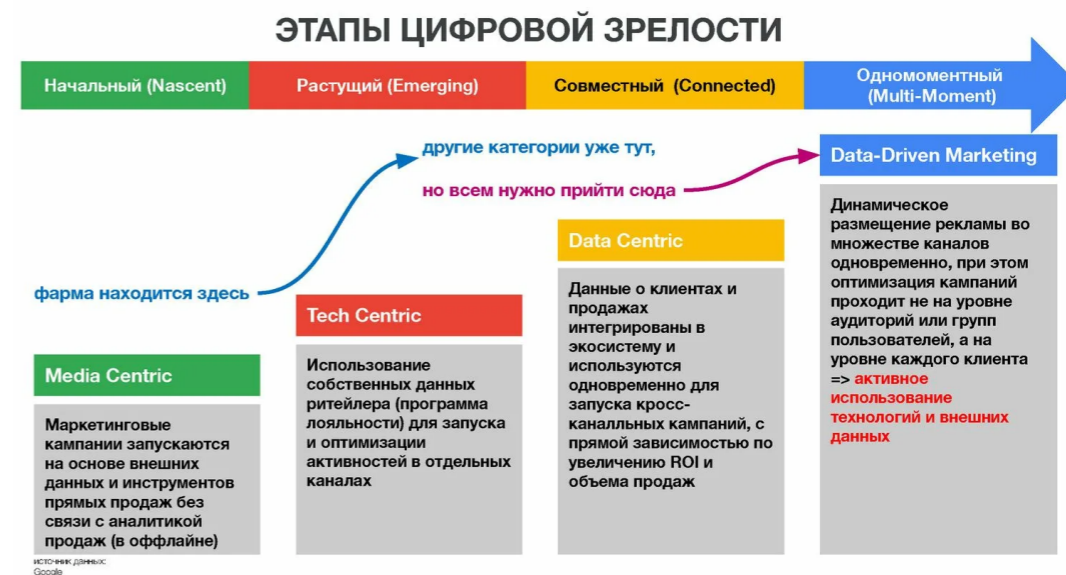 ЭТАПЫ ЦИФРОВОЙ ЗРЕЛОСТИ
Начальный (Nascent)
Растущий (Emerging)
Совместный (Connected)
Одномоментный
(Multi-Moment)
другие категории уже тут,
но всем нужно прийти сюда
фарма находится здесь
Media Centric
Маркетинговые
кампании запускаются
на основе внешних
данных и инструментов
прямых продаж без
связи с аналитикой
продаж (в оффлайне)
Tech Centric
Использование
собственных данных
ритейлера (программа
лояльности) для запуска
и оптимизации
активностей в отдельных
каналах
Data Centric
Данные о клиентах и
продажах
интегрированы в
экосистему и
используются
одновременно для
запуска кросс-
каналльных кампаний, с
прямой зависимостью по
увеличению ROI и
объема продаж
Data-Driven Marketing
Динамическое
размещение рекламы во
множестве каналов
одновременно, при этом
оптимизация кампаний
проходит не на уровне
аудиторий или групп
пользователей, а на
уровне каждого клиента
=> активное
использование
технологий и внешних
данных
источник данных:
Google